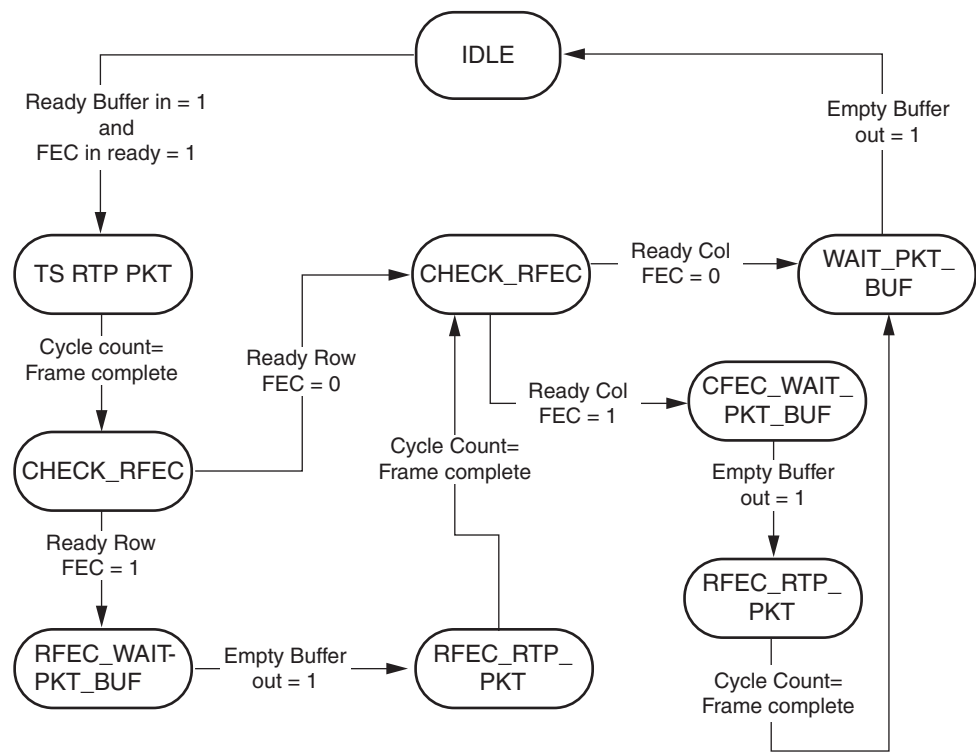 IDLE
Ready Buffer in = 1
and
FEC in ready = 1
Empty Buffer
out = 1
TS RTP PKT
CHECK_RFEC
Ready Col
FEC = 0
WAIT_PKT_
BUF
Cycle count=
Frame complete
Ready Row
FEC = 0
Ready Col
FEC = 1
CFEC_WAIT_
PKT_BUF
CHECK_RFEC
Cycle Count=
Frame complete
Empty Buffer
out = 1
Ready Row
FEC = 1
RFEC_RTP_
PKT
RFEC_WAIT-
PKT_BUF
Empty Buffer
out = 1
RFEC_RTP_
PKT
Cycle Count=
Frame complete